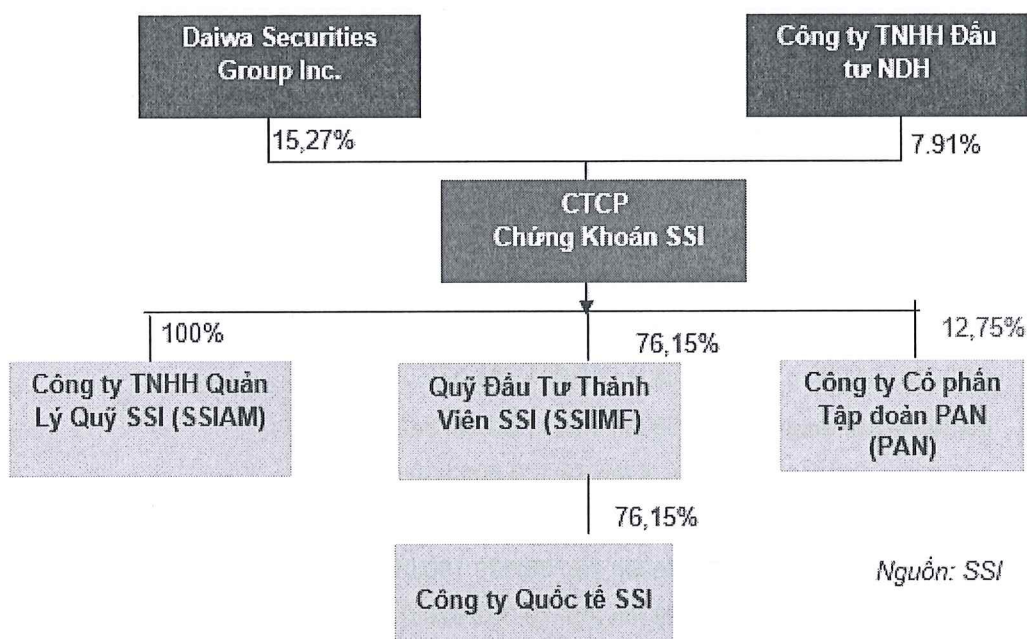 Daiwa Securities
Group Inc.
Công ty TNHH Đầu
tư NDH
15,27%
7.91%
CTCP
Chứng Khoán SSI
100%
76,15%
12,75%
Công ty TNHH Quản
Lý Quỹ SSI (SSIAM)
Quỹ Đầu Tư Thành
Viên SSI (SSIIMF)
Công ty Cổ phần
Tập đoàn PAN
(PAN)
76,15%
Công ty Quốc tế SSI
Nguồn: SSI